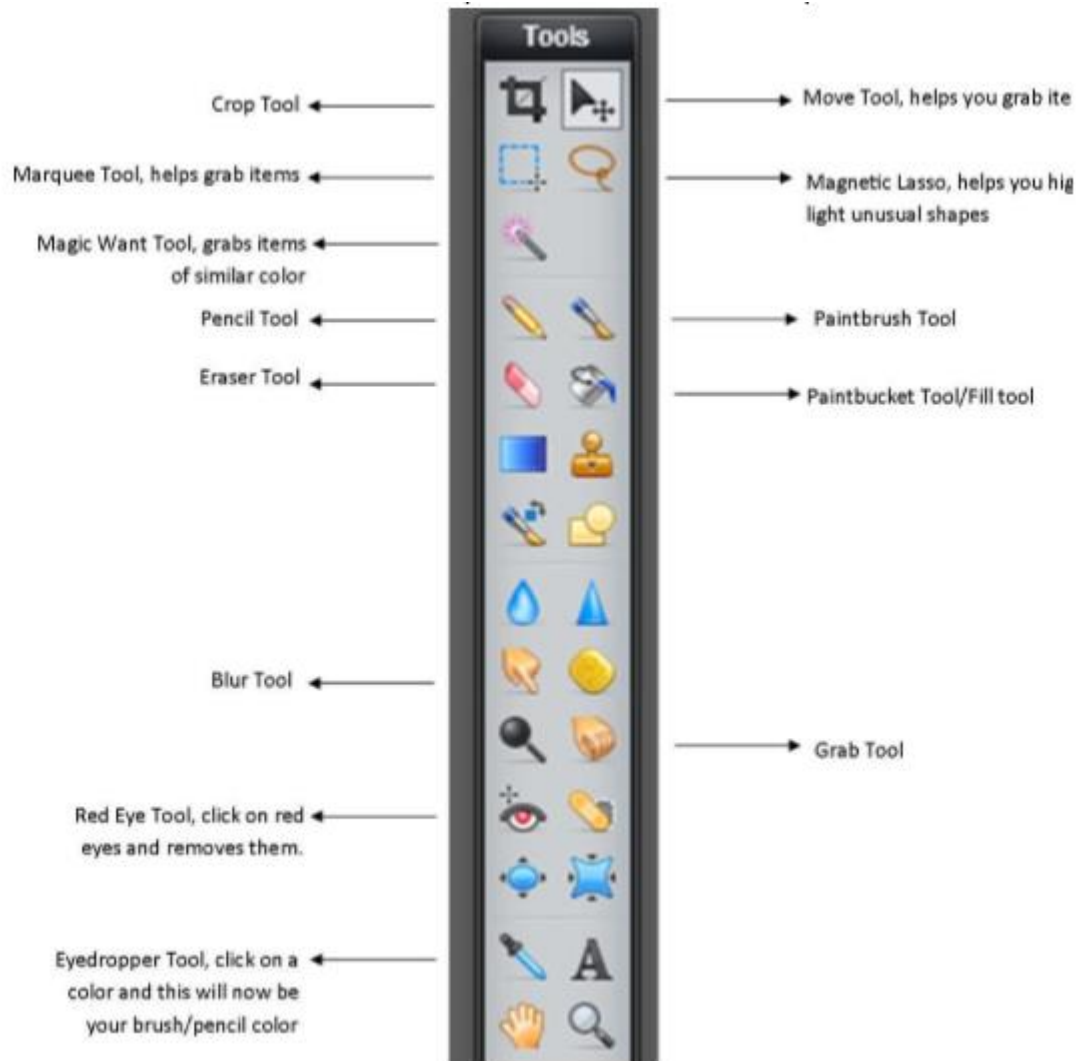 Tools
Crop Tool
Move Tool, helps you grab ite
Marquee Tool, helps grab items
Magnetic Lasso, helps you hig
light unusual shapes
Magic Want Tool, grabs items
of similar color
Pencil Tool
Paintbrush Tool
Eraser Tool
Paintbucket Tool/Fill tool
Blur Tool
Grab Tool
Red Eye Tool, click on red
eyes and removes them.
Eyedropper Tool, click on a
color and this will now be
your brush/pencil color